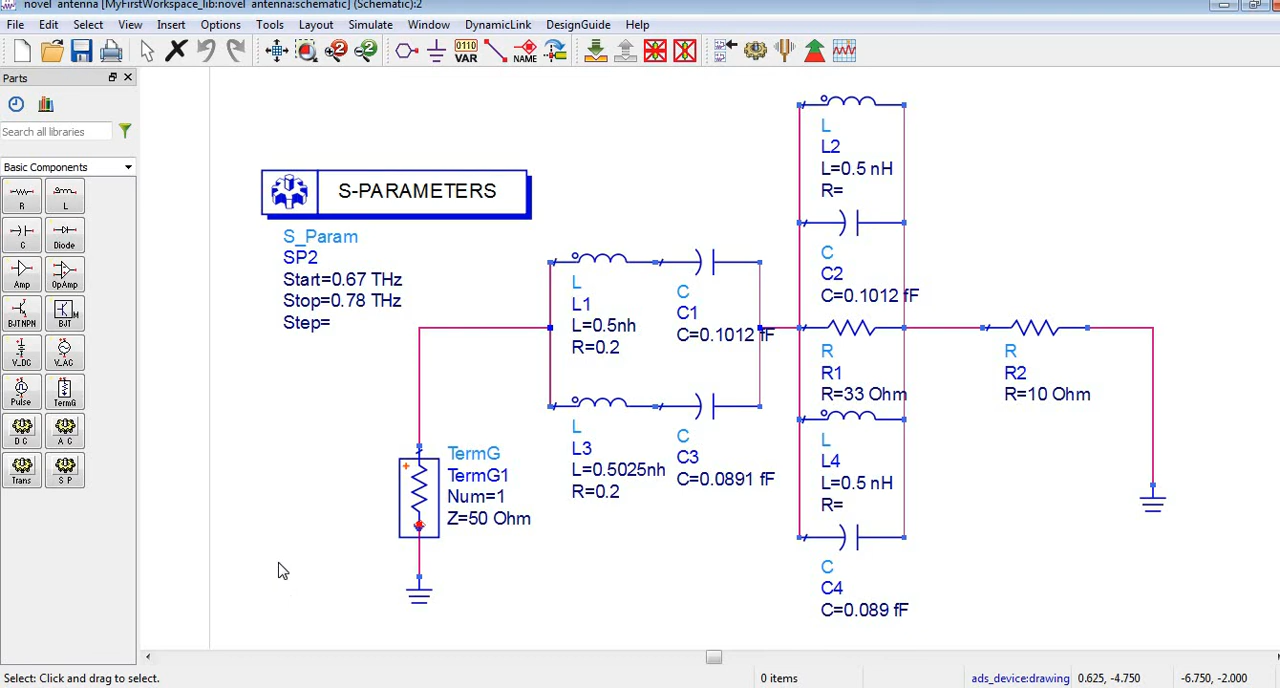 novel antenna [MyFirstWorkspace_lib:novel antenna:schematic] (Schematic):2
File Edit Select View Insert Options Tools Layout Simulate Window DynamicLink DesignGuide Help
0110
VAR
NAME
Parts
Search all libraries
Basic Components
R L
C Diode
Amp OpAmp
BJTNPN BJT
V_DC V_AC
Pulse TermG
D C A C
Trans S P
S-PARAMETERS
S_Param
SP2
Start=0.67 THz
Stop=0.78 THz
Step=
TermG
TermG1
Num=1
Z=50 Ohm
L
L1
L=0.5nh
R=0.2
C
C1
C=0.1012 fF
L
L3
L=0.5025nh
R=0.2
C
C3
C=0.0891 fF
L
L2
L=0.5 nH
R=
C
C2
C=0.1012 fF
R
R1
R=33 Ohm
L
L4
L=0.5 nH
R=
C
C4
C=0.089 fF
R
R2
R=10 Ohm
Select: Click and drag to select.
0 items
ads_device:drawing
0.625, -4.750
-6.750, -2.000